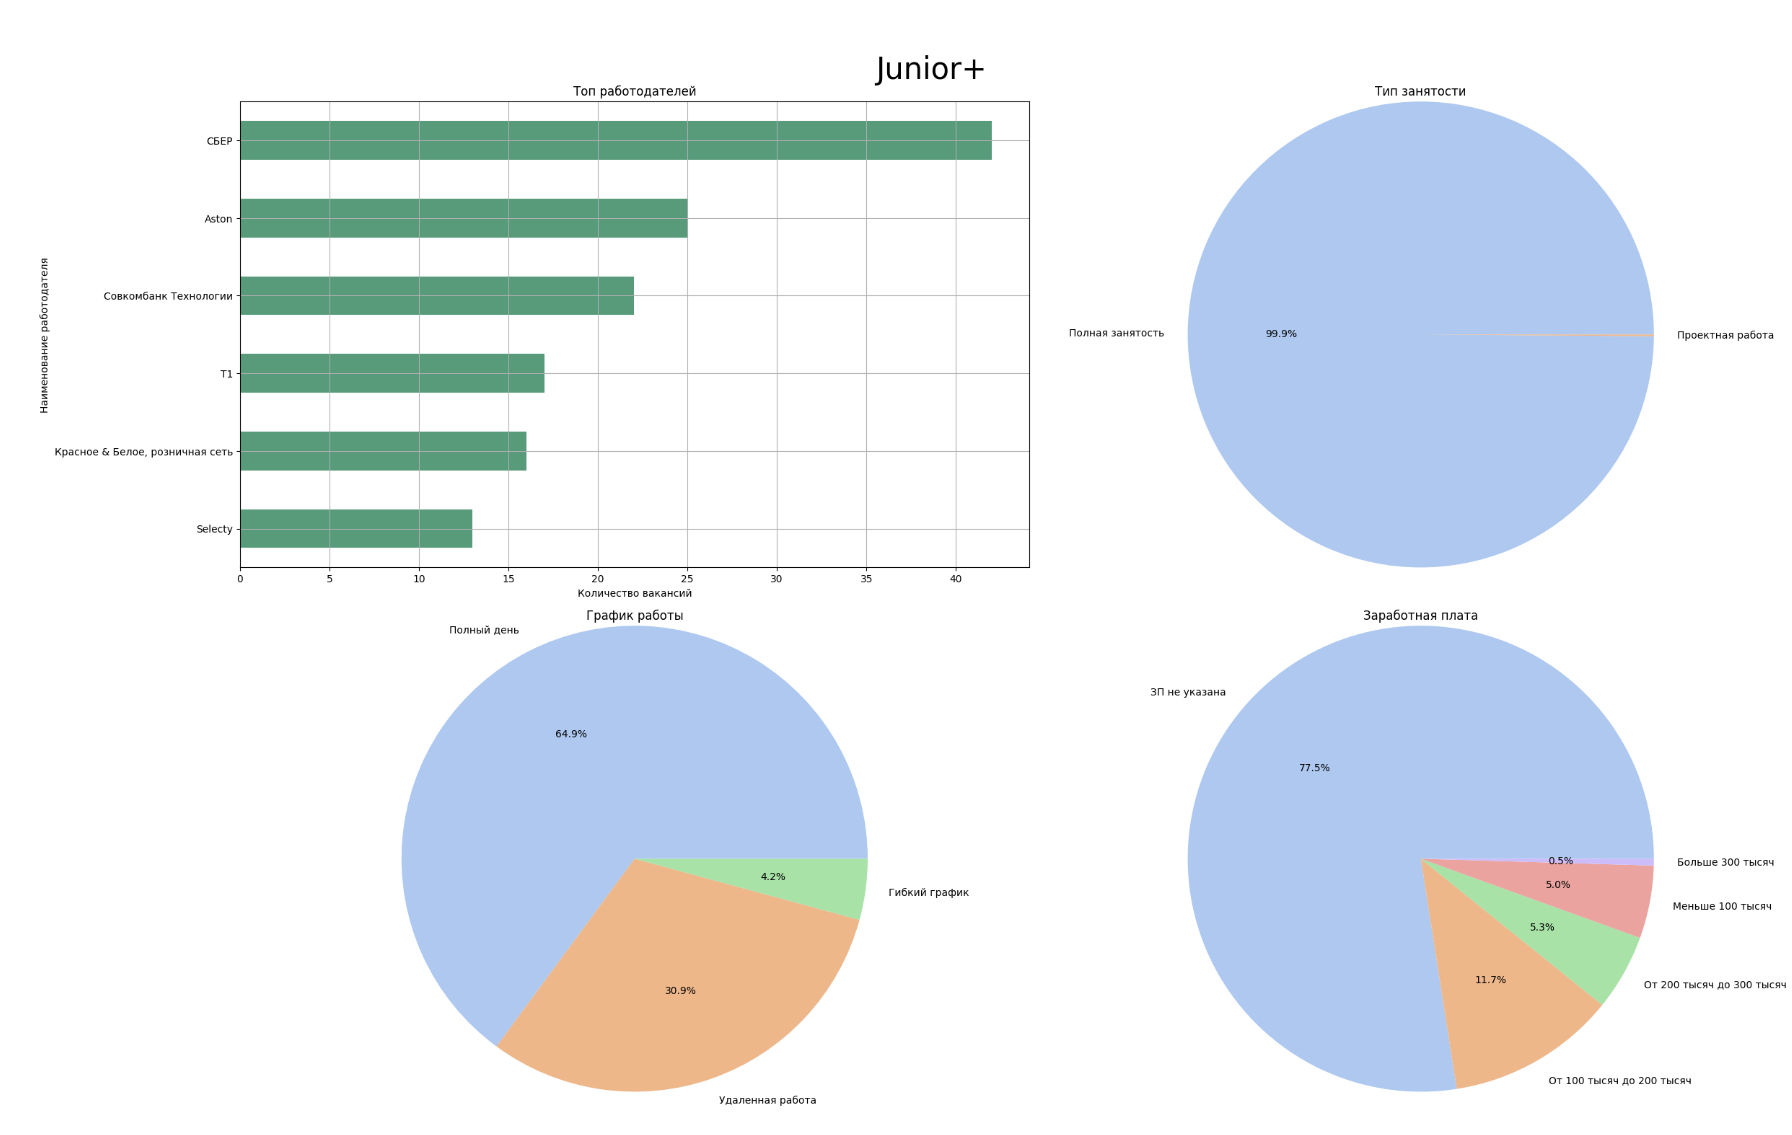 Junior+
Топ работодателей
Наименование работодателя
СБЕР
Aston
Совкомбанк Технологии
Т1
Красное & Белое, розничная сеть
Selecty
0 5 10 15 20 25 30 35 40
Количество вакансий
Тип занятости
Полная занятость
99.9%
Проектная работа
График работы
Полный день
64.9%
4.2%
Гибкий график
30.9%
Удаленная работа
Заработная плата
ЗП не указана
77.5%
0.5%
Больше 300 тысяч
5.0%
Меньше 100 тысяч
5.3%
От 200 тысяч до 300 тысяч
11.7%
От 100 тысяч до 200 тысяч